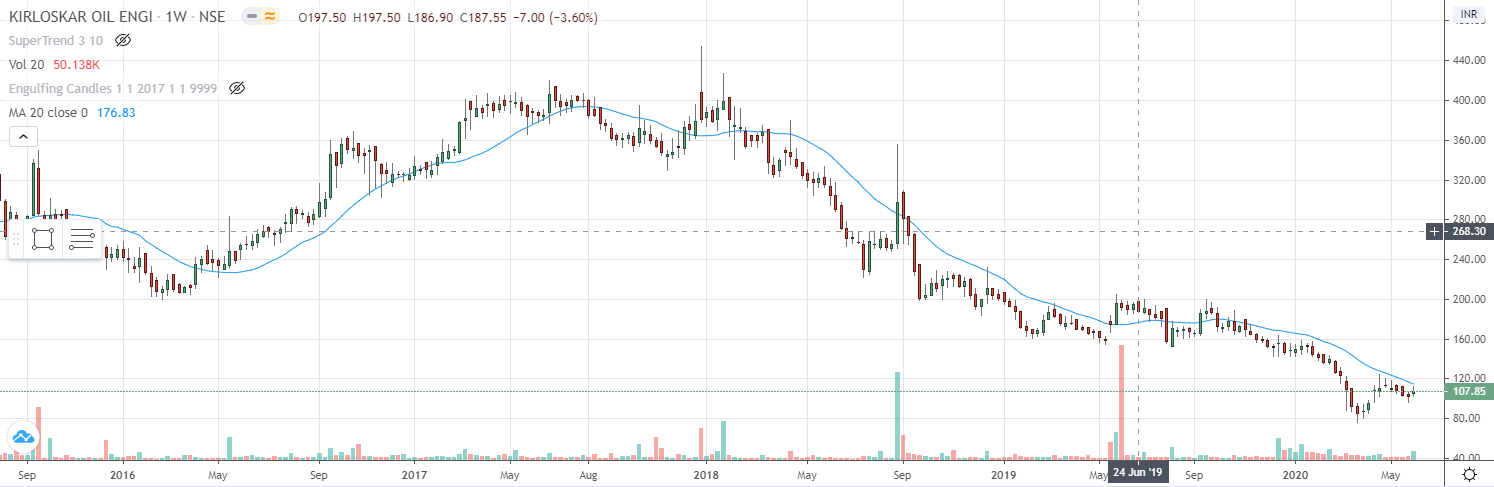 KIRLOSKAR OIL ENGI · 1W · NSE O197.50 H197.50 L186.90 C187.55 −7.00 (−3.60%)
SuperTrend 3 10
Vol 20 50.138K
Engulfing Candles 1 1 2017 1 1 9999
MA 20 close 0 176.83
INR
440.00
400.00
360.00
320.00
280.00
268.30
240.00
200.00
160.00
120.00
107.85
80.00
40.00
Sep 2016 May Sep 2017 May Aug 2018 May Sep 2019 May 24 Jun '19 Sep 2020 May